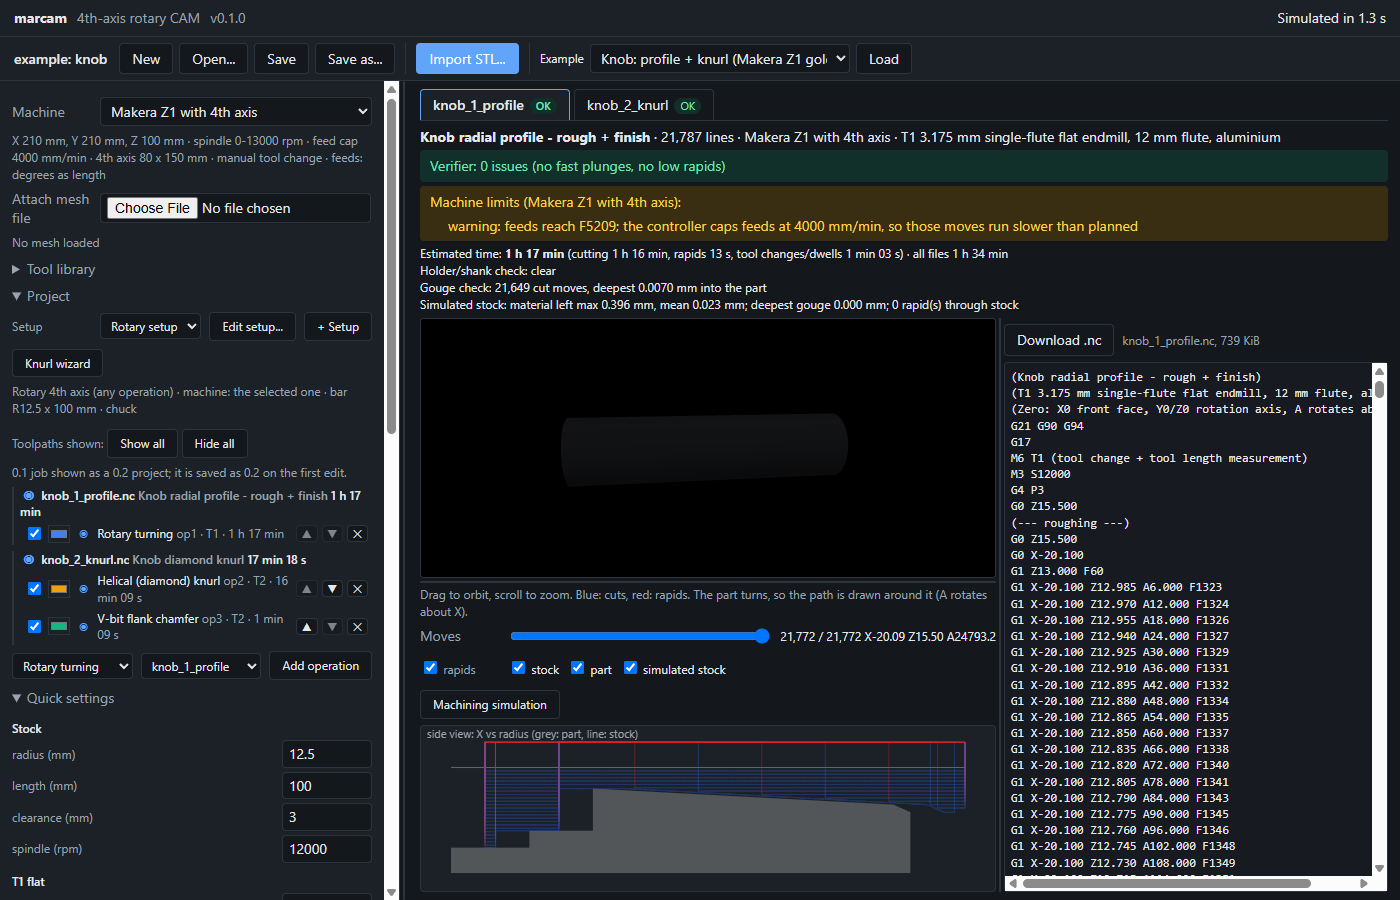 marcam 4th-axis rotary CAM v0.1.0
Simulated in 1.3 s
example: knob
New
Open...
Save
Save as...
Import STL...
Example
Knob: profile + knurl (Makera Z1 gol
Load
Machine
Makera Z1 with 4th axis
X 210 mm, Y 210 mm, Z 100 mm · spindle 0-13000 rpm · feed cap
4000 mm/min · 4th axis 80 x 150 mm · manual tool change · feeds:
degrees as length
Attach mesh
file
Choose File No file chosen
No mesh loaded
Tool library
Project
Setup
Rotary setup
Edit setup...
+ Setup
Knurl wizard
Rotary 4th axis (any operation) · machine: the selected one · bar
R12.5 x 100 mm · chuck
Toolpaths shown:
Show all
Hide all
0.1 job shown as a 0.2 project; it is saved as 0.2 on the first edit.
knob_1_profile.nc Knob radial profile - rough + finish 1 h 17
min
Rotary turning op1 · T1 · 1 h 17 min
knob_2_knurl.nc Knob diamond knurl 17 min 18 s
Helical (diamond) knurl op2 · T2 · 16
min 09 s
V-bit flank chamfer op3 · T2 · 1 min
09 s
Rotary turning
knob_1_profile
Add operation
Quick settings
Stock
radius (mm)
12.5
length (mm)
100
clearance (mm)
3
spindle (rpm)
12000
T1 flat
knob_1_profile OK
knob_2_knurl OK
Knob radial profile - rough + finish · 21,787 lines · Makera Z1 with 4th axis · T1 3.175 mm single-flute flat endmill, 12 mm flute, aluminium
Verifier: 0 issues (no fast plunges, no low rapids)
Machine limits (Makera Z1 with 4th axis):
warning: feeds reach F5209; the controller caps feeds at 4000 mm/min, so those moves run slower than planned
Estimated time: 1 h 17 min (cutting 1 h 16 min, rapids 13 s, tool changes/dwells 1 min 03 s) · all files 1 h 34 min
Holder/shank check: clear
Gouge check: 21,649 cut moves, deepest 0.0070 mm into the part
Simulated stock: material left max 0.396 mm, mean 0.023 mm; deepest gouge 0.000 mm; 0 rapid(s) through stock
Drag to orbit, scroll to zoom. Blue: cuts, red: rapids. The part turns, so the path is drawn around it (A rotates
about X).
Moves
21,772 / 21,772 X-20.09 Z15.50 A24793.2
rapids
stock
part
simulated stock
Machining simulation
side view: X vs radius (grey: part, line: stock)
Download .nc
knob_1_profile.nc, 739 KiB
(Knob radial profile - rough + finish)
(T1 3.175 mm single-flute flat endmill, 12 mm flute, al
(Zero: X0 front face, Y0/Z0 rotation axis, A rotates ab
G21 G90 G94
G17
M6 T1 (tool change + tool length measurement)
M3 S12000
G4 P3
G0 Z15.500
(--- roughing ---)
G0 Z15.500
G0 X-20.100
G1 Z13.000 F60
G1 X-20.100 Z12.985 A6.000 F1323
G1 X-20.100 Z12.970 A12.000 F1324
G1 X-20.100 Z12.955 A18.000 F1326
G1 X-20.100 Z12.940 A24.000 F1327
G1 X-20.100 Z12.925 A30.000 F1329
G1 X-20.100 Z12.910 A36.000 F1331
G1 X-20.100 Z12.895 A42.000 F1332
G1 X-20.100 Z12.880 A48.000 F1334
G1 X-20.100 Z12.865 A54.000 F1335
G1 X-20.100 Z12.850 A60.000 F1337
G1 X-20.100 Z12.835 A66.000 F1338
G1 X-20.100 Z12.820 A72.000 F1340
G1 X-20.100 Z12.805 A78.000 F1341
G1 X-20.100 Z12.790 A84.000 F1343
G1 X-20.100 Z12.775 A90.000 F1345
G1 X-20.100 Z12.760 A96.000 F1346
G1 X-20.100 Z12.745 A102.000 F1348
G1 X-20.100 Z12.730 A108.000 F1349